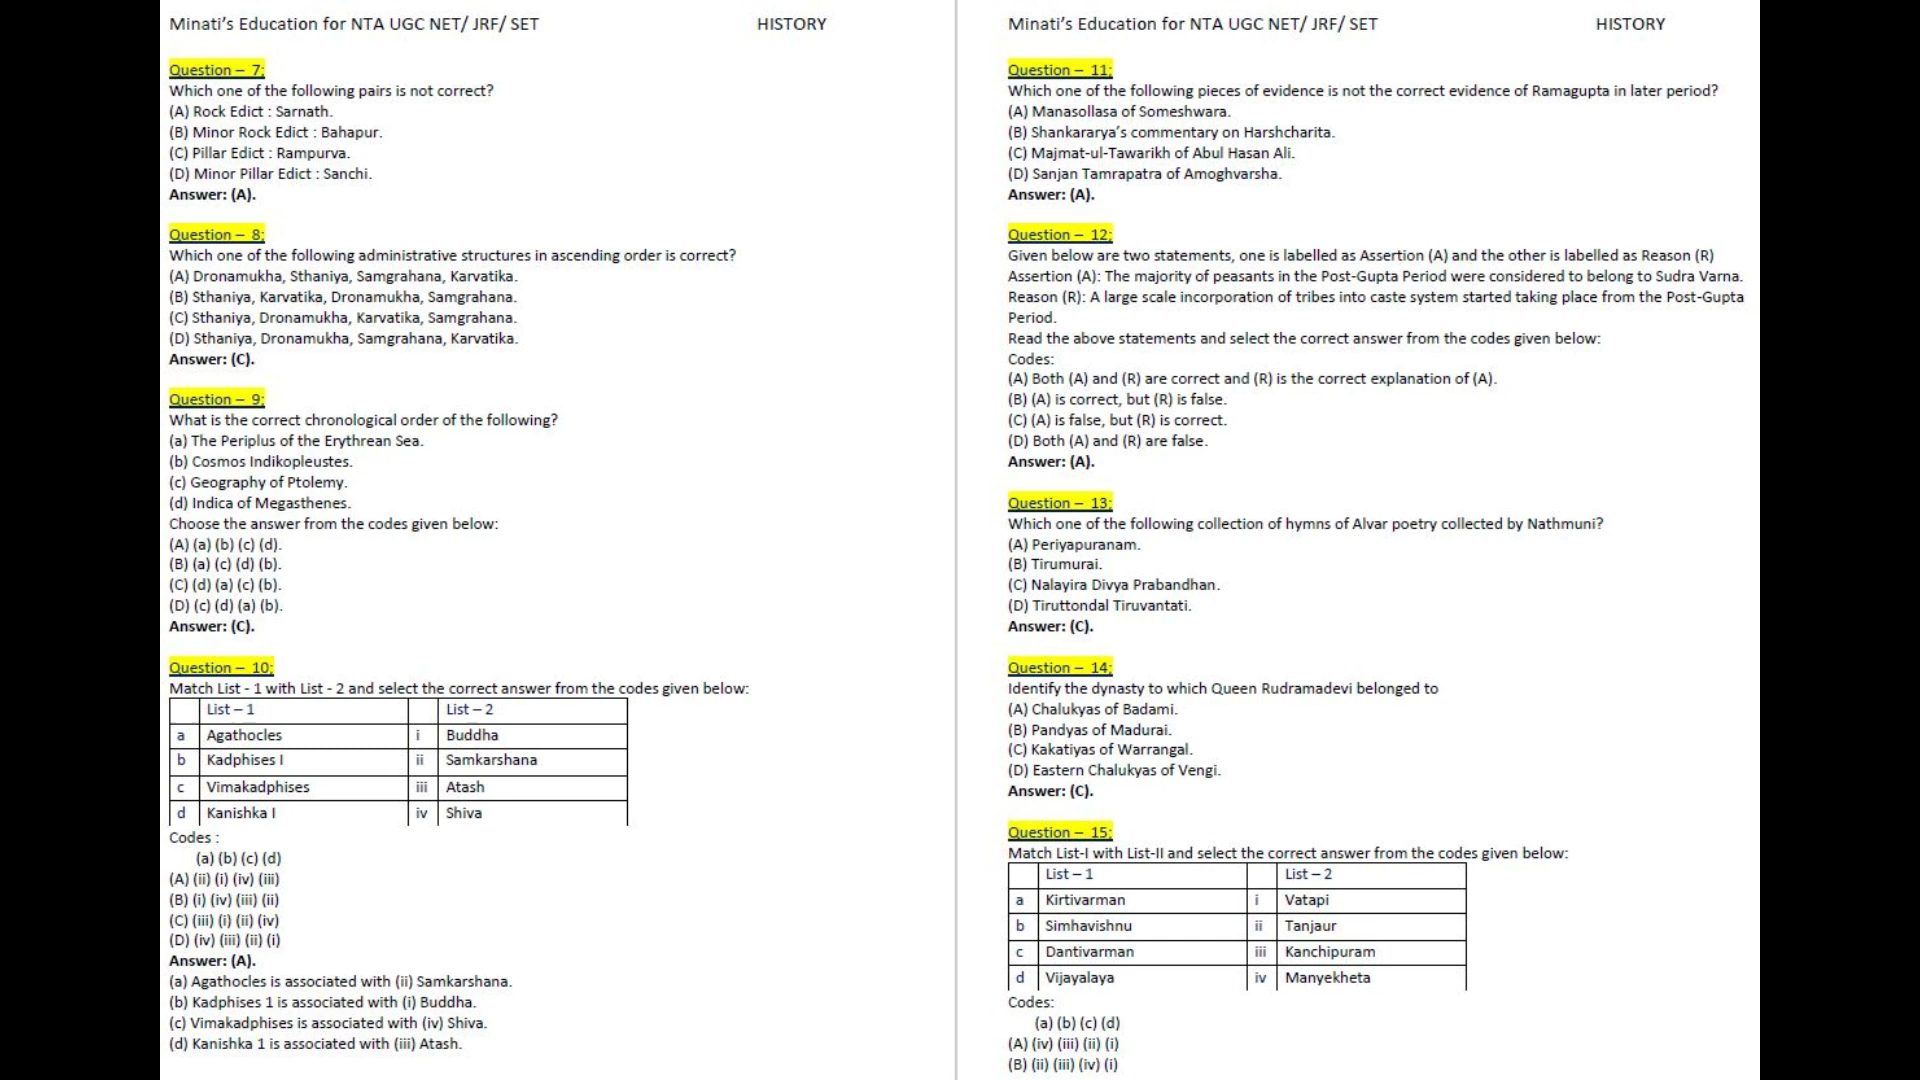 Minati's Education for NTA UGC NET/ JRF/ SET HISTORY
Question – 7:
Which one of the following pairs is not correct?
(A) Rock Edict : Sarnath.
(B) Minor Rock Edict : Bahapur.
(C) Pillar Edict : Rampurva.
(D) Minor Pillar Edict : Sanchi.
Answer: (A).
Question – 8:
Which one of the following administrative structures in ascending order is correct?
(A) Dronamukha, Sthaniya, Samgrahana, Karvatika.
(B) Sthaniya, Karvatika, Dronamukha, Samgrahana.
(C) Sthaniya, Dronamukha, Karvatika, Samgrahana.
(D) Sthaniya, Dronamukha, Samgrahana, Karvatika.
Answer: (C).
Question – 9:
What is the correct chronological order of the following?
(a) The Periplus of the Erythrean Sea.
(b) Cosmos Indikopleustes.
(c) Geography of Ptolemy.
(d) Indica of Megasthenes.
Choose the answer from the codes given below:
(A) (a) (b) (c) (d).
(B) (a) (c) (d) (b).
(C) (d) (a) (c) (b).
(D) (c) (d) (a) (b).
Answer: (C).
Question – 10:
Match List - 1 with List - 2 and select the correct answer from the codes given below:
List – 1 List – 2
a Agathocles i Buddha
b Kadphises I ii Samkarshana
c Vimakadphises iii Atash
d Kanishka I iv Shiva
Codes :
(a) (b) (c) (d)
(A) (ii) (i) (iv) (iii)
(B) (i) (iv) (iii) (ii)
(C) (iii) (i) (ii) (iv)
(D) (iv) (iii) (ii) (i)
Answer: (A).
(a) Agathocles is associated with (ii) Samkarshana.
(b) Kadphises 1 is associated with (i) Buddha.
(c) Vimakadphises is associated with (iv) Shiva.
(d) Kanishka 1 is associated with (iii) Atash.
Minati's Education for NTA UGC NET/ JRF/ SET HISTORY
Question – 11:
Which one of the following pieces of evidence is not the correct evidence of Ramagupta in later period?
(A) Manasollasa of Someshwara.
(B) Shankararya's commentary on Harshcharita.
(C) Majmat-ul-Tawarikh of Abul Hasan Ali.
(D) Sanjan Tamrapatra of Amoghvarsha.
Answer: (A).
Question – 12:
Given below are two statements, one is labelled as Assertion (A) and the other is labelled as Reason (R)
Assertion (A): The majority of peasants in the Post-Gupta Period were considered to belong to Sudra Varna.
Reason (R): A large scale incorporation of tribes into caste system started taking place from the Post-Gupta
Period.
Read the above statements and select the correct answer from the codes given below:
Codes:
(A) Both (A) and (R) are correct and (R) is the correct explanation of (A).
(B) (A) is correct, but (R) is false.
(C) (A) is false, but (R) is correct.
(D) Both (A) and (R) are false.
Answer: (A).
Question – 13:
Which one of the following collection of hymns of Alvar poetry collected by Nathmuni?
(A) Periyapuranam.
(B) Tirumurai.
(C) Nalayira Divya Prabandhan.
(D) Tiruttondal Tiruvantati.
Answer: (C).
Question – 14:
Identify the dynasty to which Queen Rudramadevi belonged to
(A) Chalukyas of Badami.
(B) Pandyas of Madurai.
(C) Kakatiyas of Warrangal.
(D) Eastern Chalukyas of Vengi.
Answer: (C).
Question – 15:
Match List-I with List-II and select the correct answer from the codes given below:
List – 1 List – 2
a Kirtivarman i Vatapi
b Simhavishnu ii Tanjaur
c Dantivarman iii Kanchipuram
d Vijayalaya iv Manyekheta
Codes:
(a) (b) (c) (d)
(A) (iv) (iii) (ii) (i)
(B) (ii) (iii) (iv) (i)